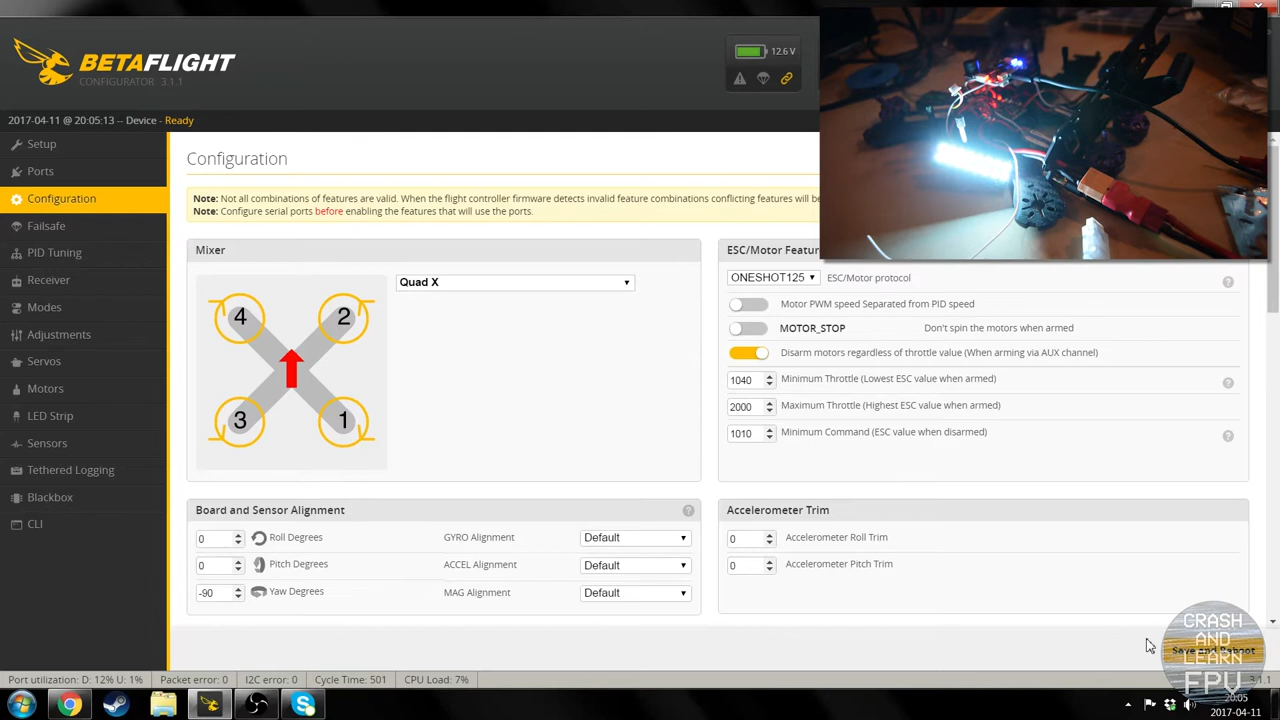 BETAFLIGHT
CONFIGURATOR 3.1.1
12.6 V
2017-04-11 @ 20:05:13 -- Device - Ready
Setup
Ports
Configuration
Failsafe
PID Tuning
Receiver
Modes
Adjustments
Servos
Motors
LED Strip
Sensors
Tethered Logging
Blackbox
CLI
Configuration
Note: Not all combinations of features are valid. When the flight controller firmware detects invalid feature combinations conflicting features will be
Note: Configure serial ports before enabling the features that will use the ports.
Mixer
Quad X
4 2
3 1
ESC/Motor Featur
ONESHOT125 ESC/Motor protocol
Motor PWM speed Separated from PID speed
MOTOR_STOP Don't spin the motors when armed
Disarm motors regardless of throttle value (When arming via AUX channel)
1040 Minimum Throttle (Lowest ESC value when armed)
2000 Maximum Throttle (Highest ESC value when armed)
1010 Minimum Command (ESC value when disarmed)
Board and Sensor Alignment
0 Roll Degrees GYRO Alignment Default
0 Pitch Degrees ACCEL Alignment Default
-90 Yaw Degrees MAG Alignment Default
Accelerometer Trim
0 Accelerometer Roll Trim
0 Accelerometer Pitch Trim
Save and Reboot
CRASH
AND
LEARN
FPV
Port utilization: D: 12% U: 1% Packet error: 0 I2C error: 0 Cycle Time: 501 CPU Load: 7%
3.1.1
20:05
2017-04-11